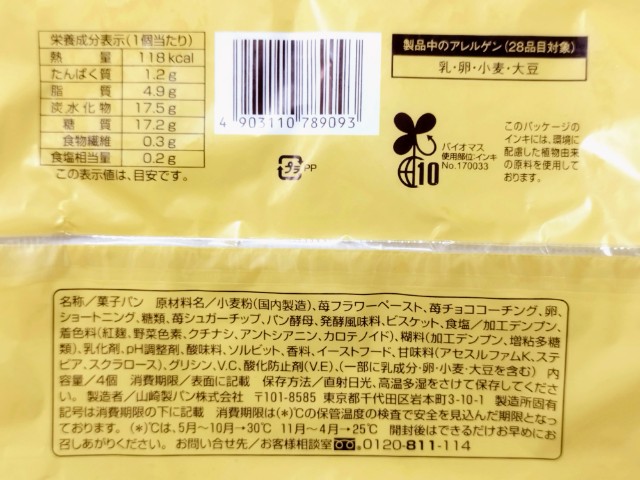 栄養成分表示(1個当たり)
熱量 118kcal
たんぱく質 1.2g
脂質 4.9g
炭水化物 17.5g
糖質 17.2g
食物繊維 0.3g
食塩相当量 0.2g
この表示値は、目安です。
4 903110 789093
プラ PP
製品中のアレルゲン(28品目対象)
乳・卵・小麦・大豆
10
バイオマス
使用部位:インキ
No.170033
このパッケージの
インキには、環境に
配慮した植物由来
の原料を使用して
おります。
名称/菓子パン 原材料名/小麦粉(国内製造)、苺フラワーペースト、苺チョココーチング、卵、
ショートニング、糖類、苺シュガーチップ、パン酵母、発酵風味料、ビスケット、食塩/加工デンプン、
着色料(紅麹、野菜色素、クチナシ、アントシアニン、カロテノイド)、糊料(加工デンプン、増粘多糖
類)、乳化剤、pH調整剤、酸味料、ソルビット、香料、イーストフード、甘味料(アセスルファムK、ステ
ビア、スクラロース)、グリシン、V.C、酸化防止剤(V.E)、(一部に乳成分・卵・小麦・大豆を含む) 内
容量/4個 消費期限/表面に記載 保存方法/直射日光、高温多湿をさけて保存してくださ
い。 製造者/山崎製パン株式会社 〒101-8585 東京都千代田区岩本町3-10-1 製造所固有
記号は消費期限の下に記載 消費期限は(*)℃の保管温度の検査で安全を見込んだ期限となっ
ております。 (*)℃は、5月~10月→30℃ 11月~4月→25℃ 開封後はできるだけお早めにお
召しあがりください。 お問い合せ先/お客様相談室 0120-811-114